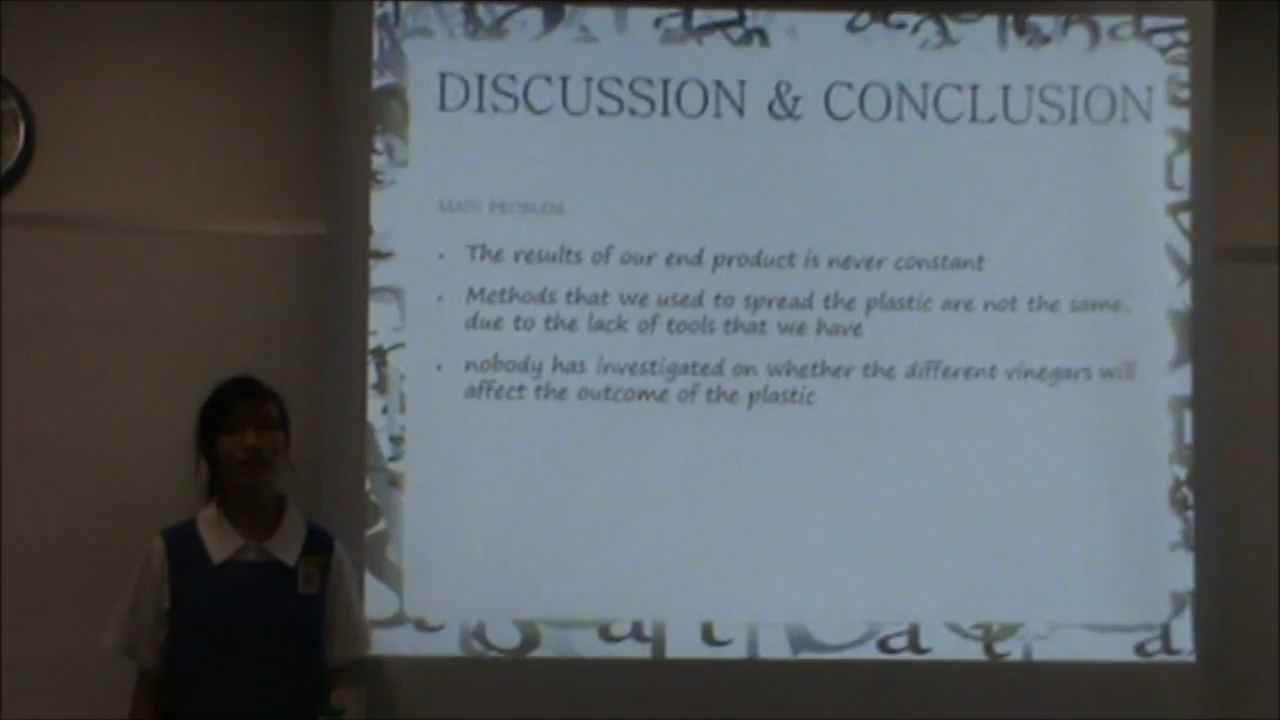 DISCUSSION & CONCLUSION
MAIN PROBLEM
• The results of our end product is never constant
• Methods that we used to spread the plastic are not the same,
due to the lack of tools that we have
• nobody has investigated on whether the different vinegars will
affect the outcome of the plastic